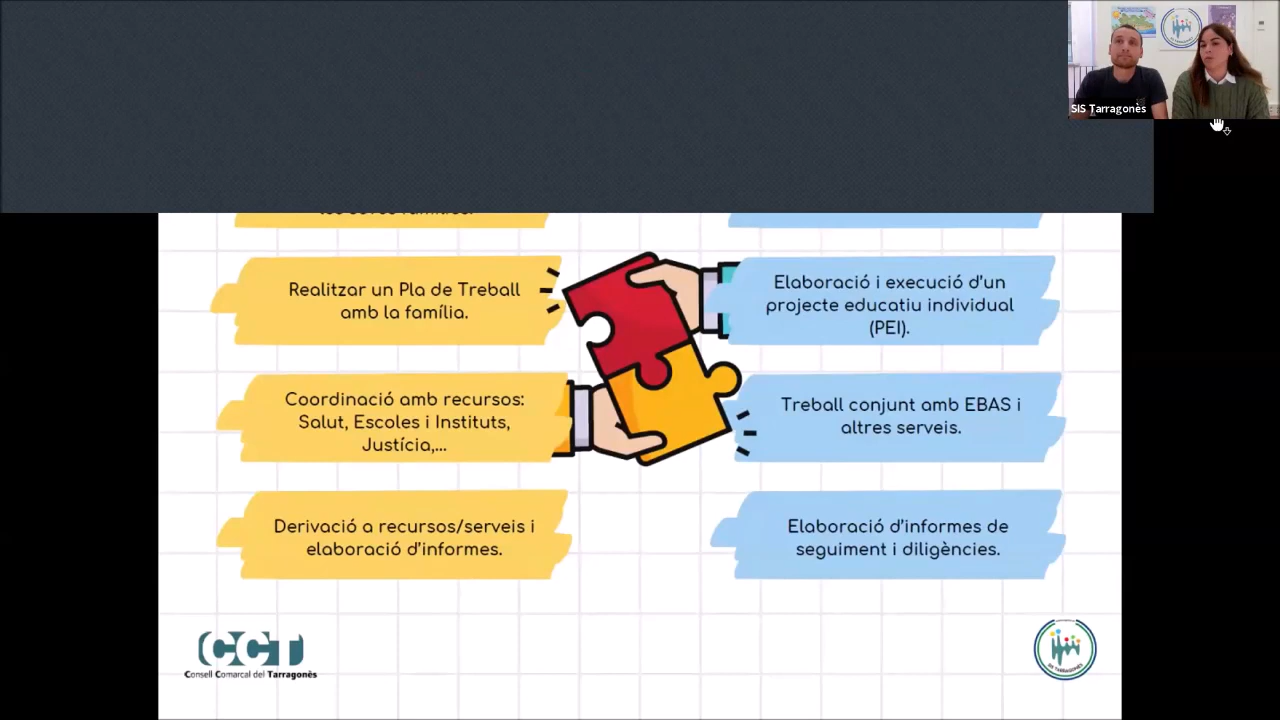 SIS Tarragonès
Realitzar un Pla de Treball
amb la família.
Coordinació amb recursos:
Salut, Escoles i Instituts,
Justícia,...
Derivació a recursos/serveis i
elaboració d'informes.
Elaboració i execució d'un
projecte educatiu individual
(PEI).
Treball conjunt amb EBAS i
altres serveis.
Elaboració d'informes de
seguiment i diligències.
CCT
Consell Comarcal del Tarragonès
SIS TARRAGONÈS